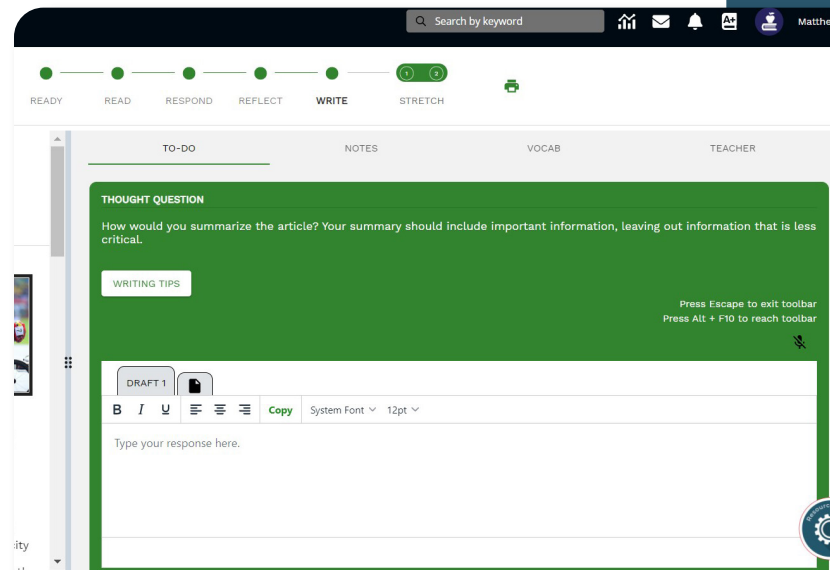 Search by keyword
A+
Matthe
1 2
READY READ RESPOND REFLECT WRITE STRETCH
TO-DO NOTES VOCAB TEACHER
THOUGHT QUESTION
How would you summarize the article? Your summary should include important information, leaving out information that is less
critical.
WRITING TIPS
Press Escape to exit toolbar
Press Alt + F10 to reach toolbar
DRAFT 1
B I U Copy System Font 12pt
Type your response here.
Resour
ity